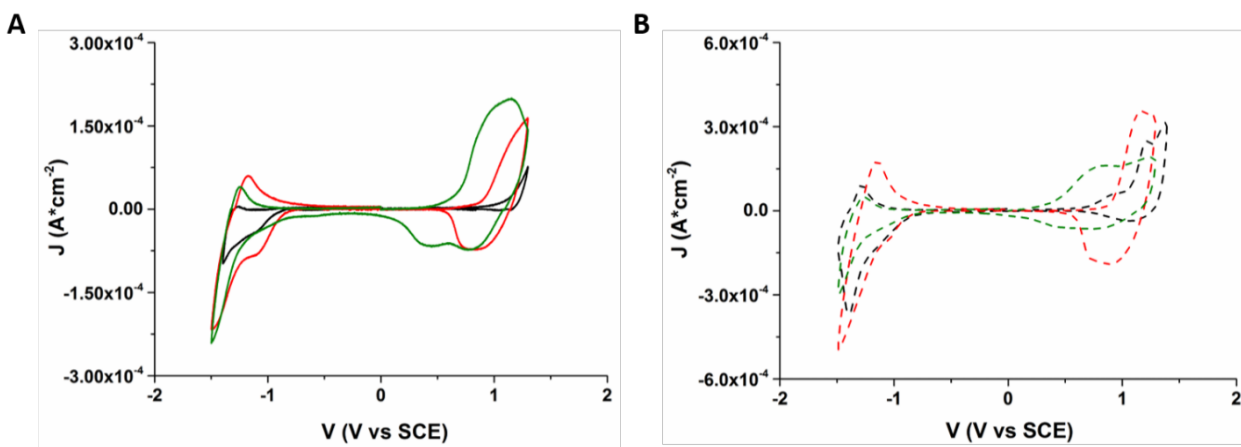 A
3.00x10⁻⁴
1.50x10⁻⁴
0.00
-1.50x10⁻⁴
-3.00x10⁻⁴
J (A*cm⁻²)
-2
-1
0
1
2
V (V vs SCE)
B
6.0x10⁻⁴
3.0x10⁻⁴
0.0
-3.0x10⁻⁴
-6.0x10⁻⁴
J (A*cm⁻²)
-2
-1
0
1
2
V (V vs SCE)